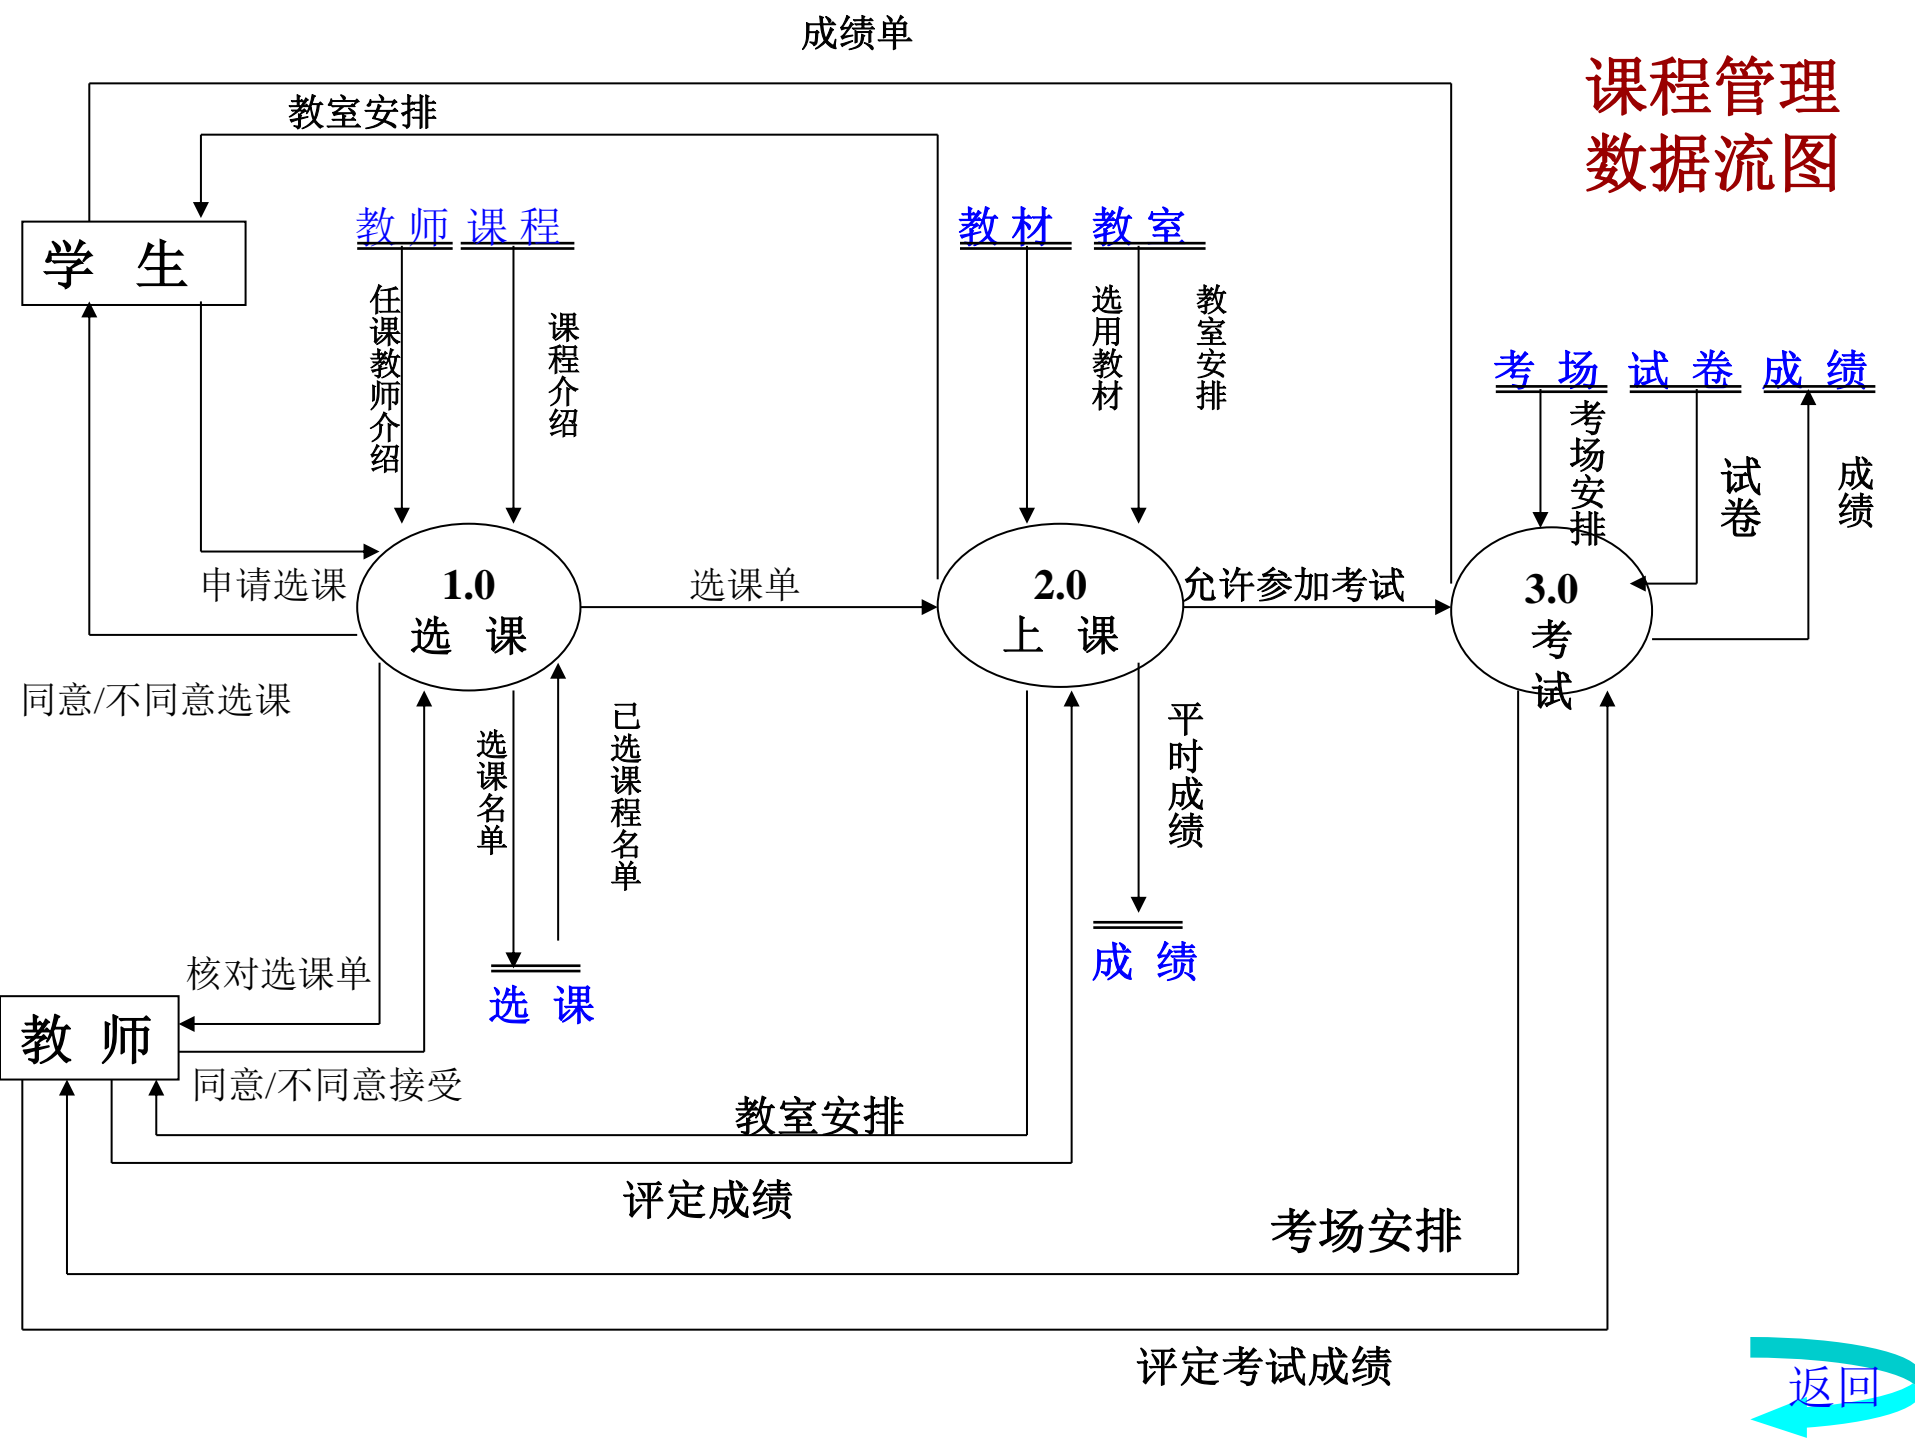 成绩单
课程管理
数据流图
教室安排
教师 课程
教材 教室
学 生
任课教师介绍
课程介绍
选用教材
教室安排
考 场 试 卷 成 绩
考场安排
试卷
成绩
申请选课
1.0
选 课
选课单
2.0
上 课
允许参加考试
3.0
考
试
同意/不同意选课
选课名单
已选课程名单
平时成绩
核对选课单
选 课
成 绩
教 师
同意/不同意接受
教室安排
评定成绩
考场安排
评定考试成绩
返回